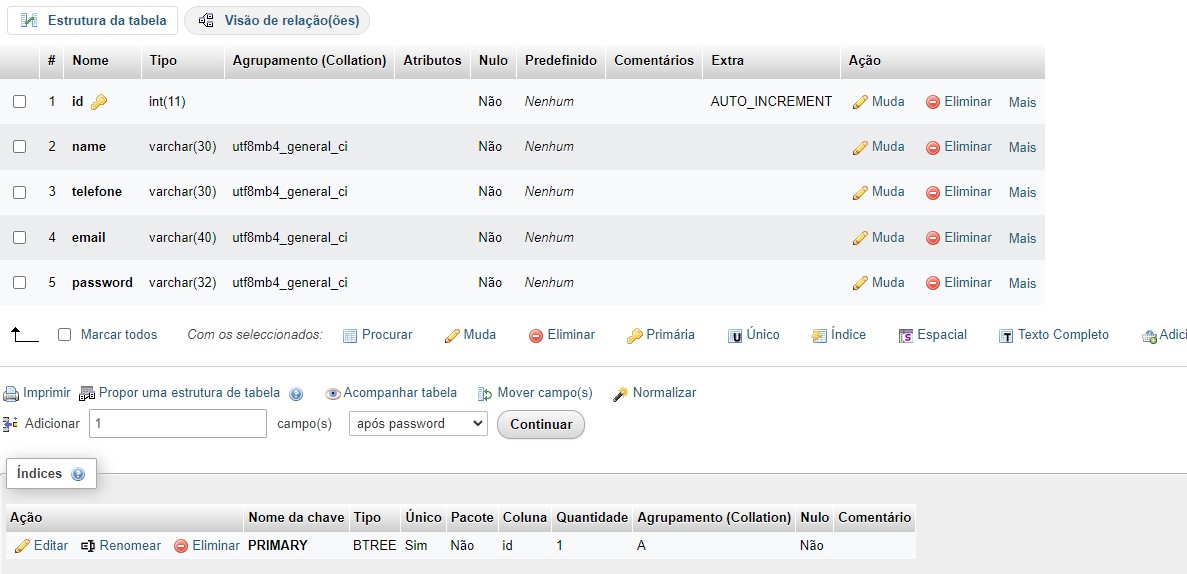 Estrutura da tabela Visão de relação(ões)
# Nome Tipo Agrupamento (Collation) Atributos Nulo Predefinido Comentários Extra Ação
1 id int(11) Não Nenhum AUTO_INCREMENT Muda Eliminar Mais
2 name varchar(30) utf8mb4_general_ci Não Nenhum Muda Eliminar Mais
3 telefone varchar(30) utf8mb4_general_ci Não Nenhum Muda Eliminar Mais
4 email varchar(40) utf8mb4_general_ci Não Nenhum Muda Eliminar Mais
5 password varchar(32) utf8mb4_general_ci Não Nenhum Muda Eliminar Mais
Marcar todos Com os seleccionados: Procurar Muda Eliminar Primária Único Índice Espacial Texto Completo Adici
Imprimir Propor uma estrutura de tabela Acompanhar tabela Mover campo(s) Normalizar
Adicionar 1 campo(s) após password Continuar
Índices
Ação Nome da chave Tipo Único Pacote Coluna Quantidade Agrupamento (Collation) Nulo Comentário
Editar Renomear Eliminar PRIMARY BTREE Sim Não id 1 A Não